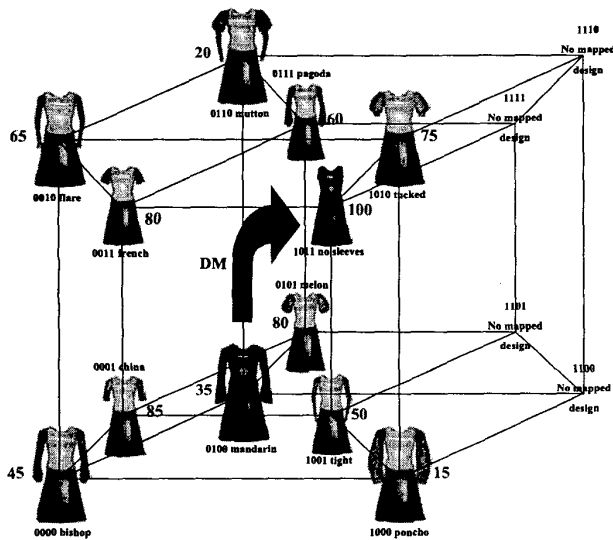 1110
No mapped
design
20
0111 pagoda
1111
No mapped
design
60
0110 mutton
65
75
0010 flare
1010 tucked
80
100
0011 french
1011 no sleeves
DM
0101 melon
80
1101
No mapped
design
0001 china
35
1100
No mapped
design
85
50
0100 mandarin
1001 tight
45
15
0000 bishop
1000 poncho